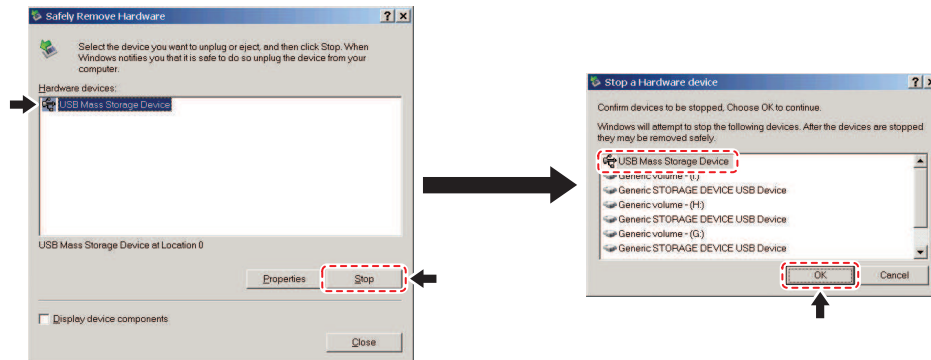 Safely Remove Hardware
Select the device you want to unplug or eject, and then click Stop. When
Windows notifies you that it is safe to do so unplug the device from your
computer.
Hardware devices:
USB Mass Storage Device
USB Mass Storage Device at Location 0
Properties
Stop
Display device components
Close
Stop a Hardware device
Confirm devices to be stopped, Choose OK to continue.
Windows will attempt to stop the following devices. After the devices are stopped
they may be removed safely.
USB Mass Storage Device
Generic volume - (I:)
Generic STORAGE DEVICE USB Device
Generic volume - (H:)
Generic STORAGE DEVICE USB Device
Generic volume - (G:)
Generic STORAGE DEVICE USB Device
OK
Cancel